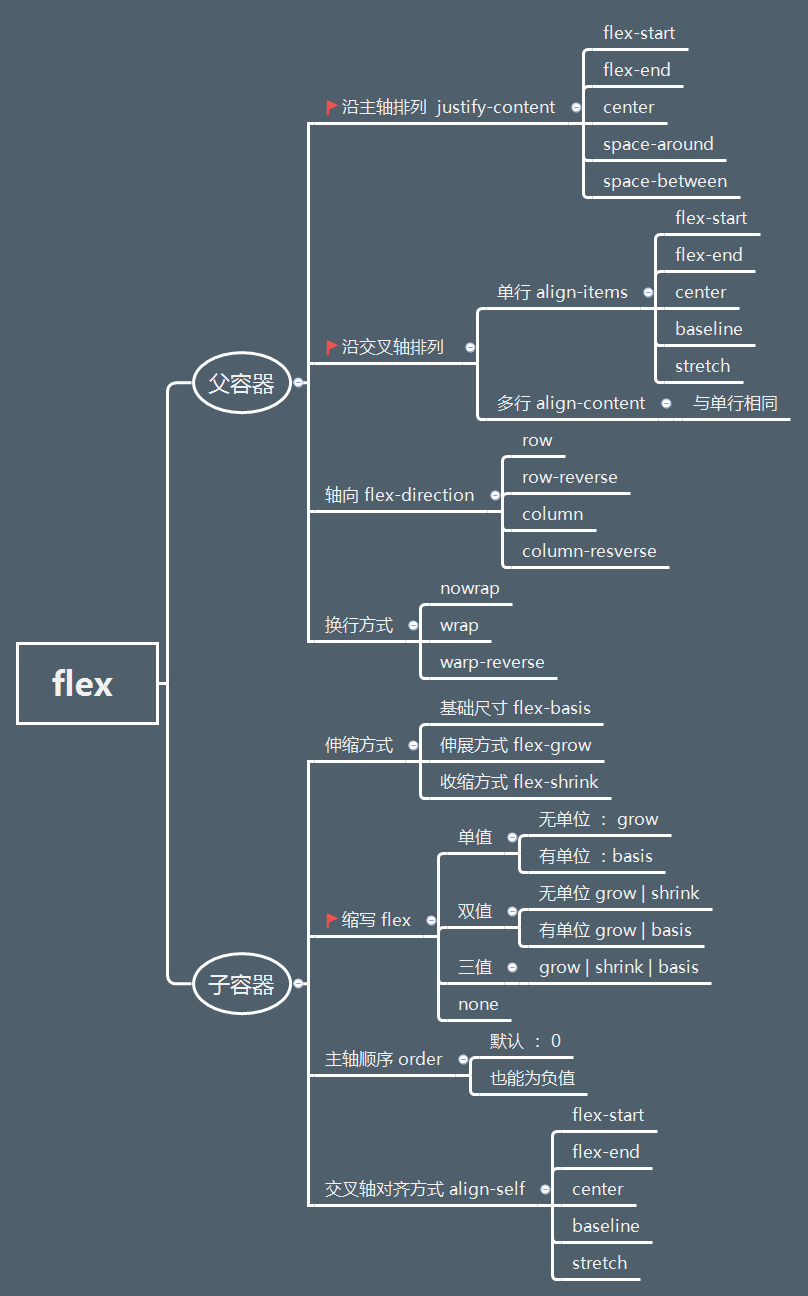 flex
父容器
沿主轴排列 justify-content
flex-start
flex-end
center
space-around
space-between
沿交叉轴排列
单行 align-items
flex-start
flex-end
center
baseline
stretch
多行 align-content
与单行相同
轴向 flex-direction
row
row-reverse
column
column-resverse
换行方式
nowrap
wrap
warp-reverse
子容器
伸缩方式
基础尺寸 flex-basis
伸展方式 flex-grow
收缩方式 flex-shrink
缩写 flex
单值
无单位 ： grow
有单位 ：basis
双值
无单位 grow | shrink
有单位 grow | basis
三值
grow | shrink | basis
none
主轴顺序 order
默认 ： 0
也能为负值
交叉轴对齐方式 align-self
flex-start
flex-end
center
baseline
stretch